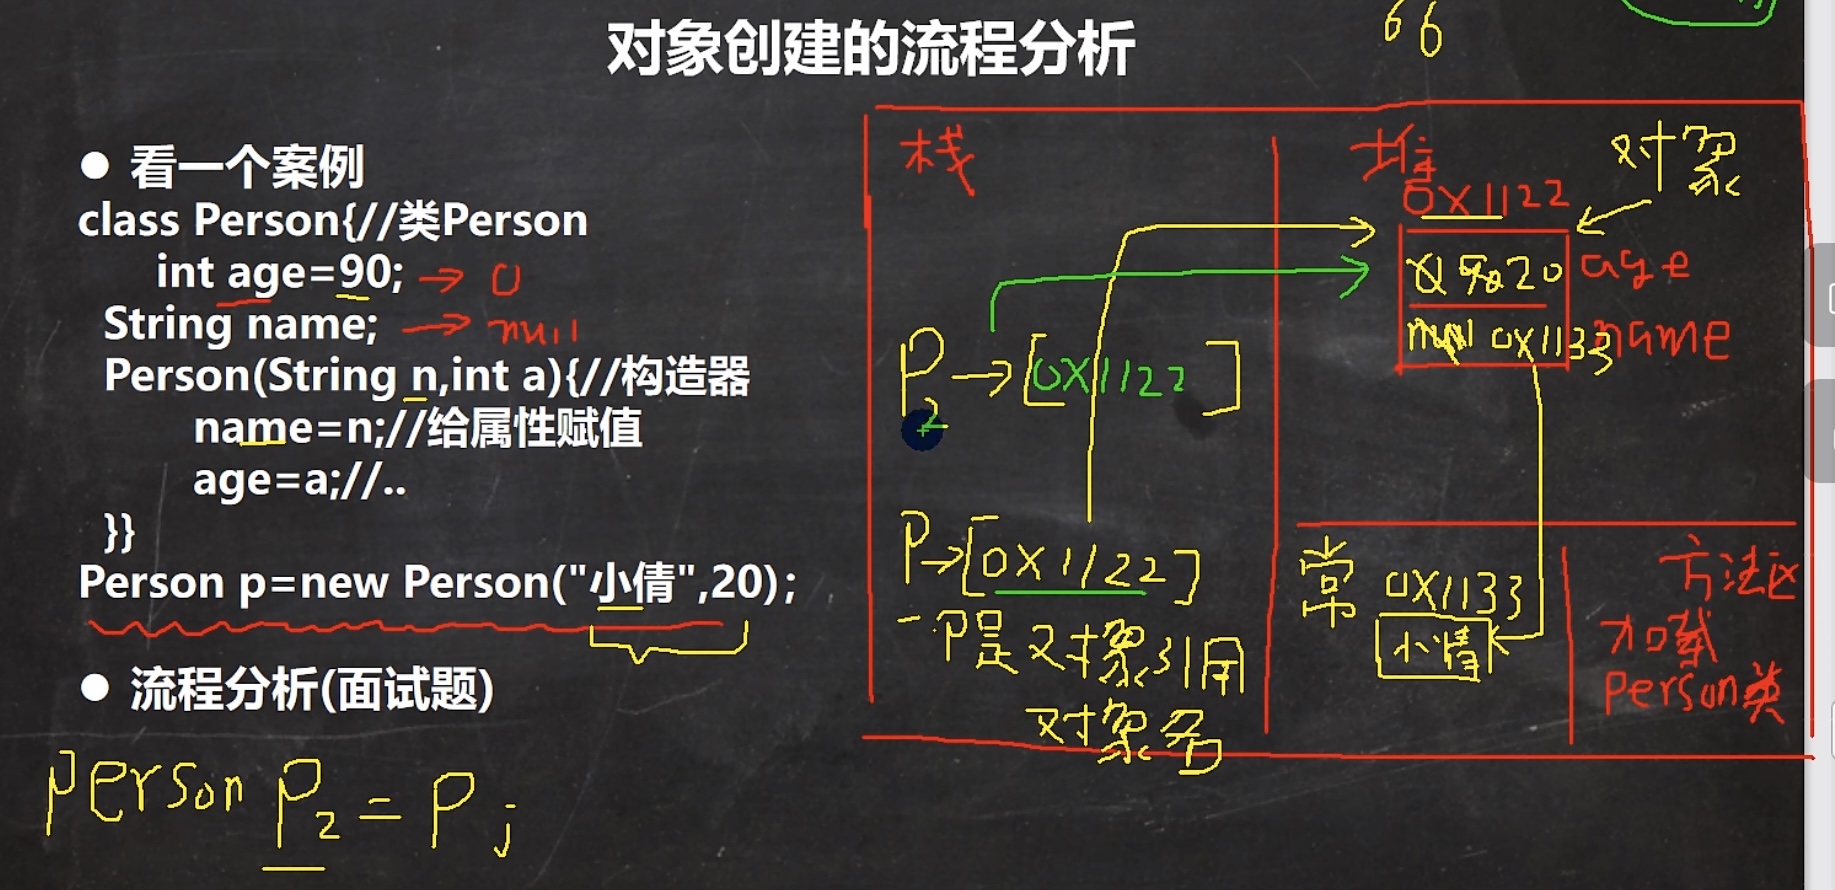 66
对象创建的流程分析
● 看一个案例
class Person{//类Person
int age=90; → 0
String name; → null
Person(String n,int a){//构造器
name=n;//给属性赋值
age=a;//..
}}
Person p=new Person("小倩",20);
● 流程分析(面试题)
person p2 = p;
栈
p2 → [0X1122]
p → [0X1122]
p是对象引用
对象名
堆
对象
0X1122
0 90 20 age
null 0X1133 name
常
0X1133
小倩
方法区
加载
Person类